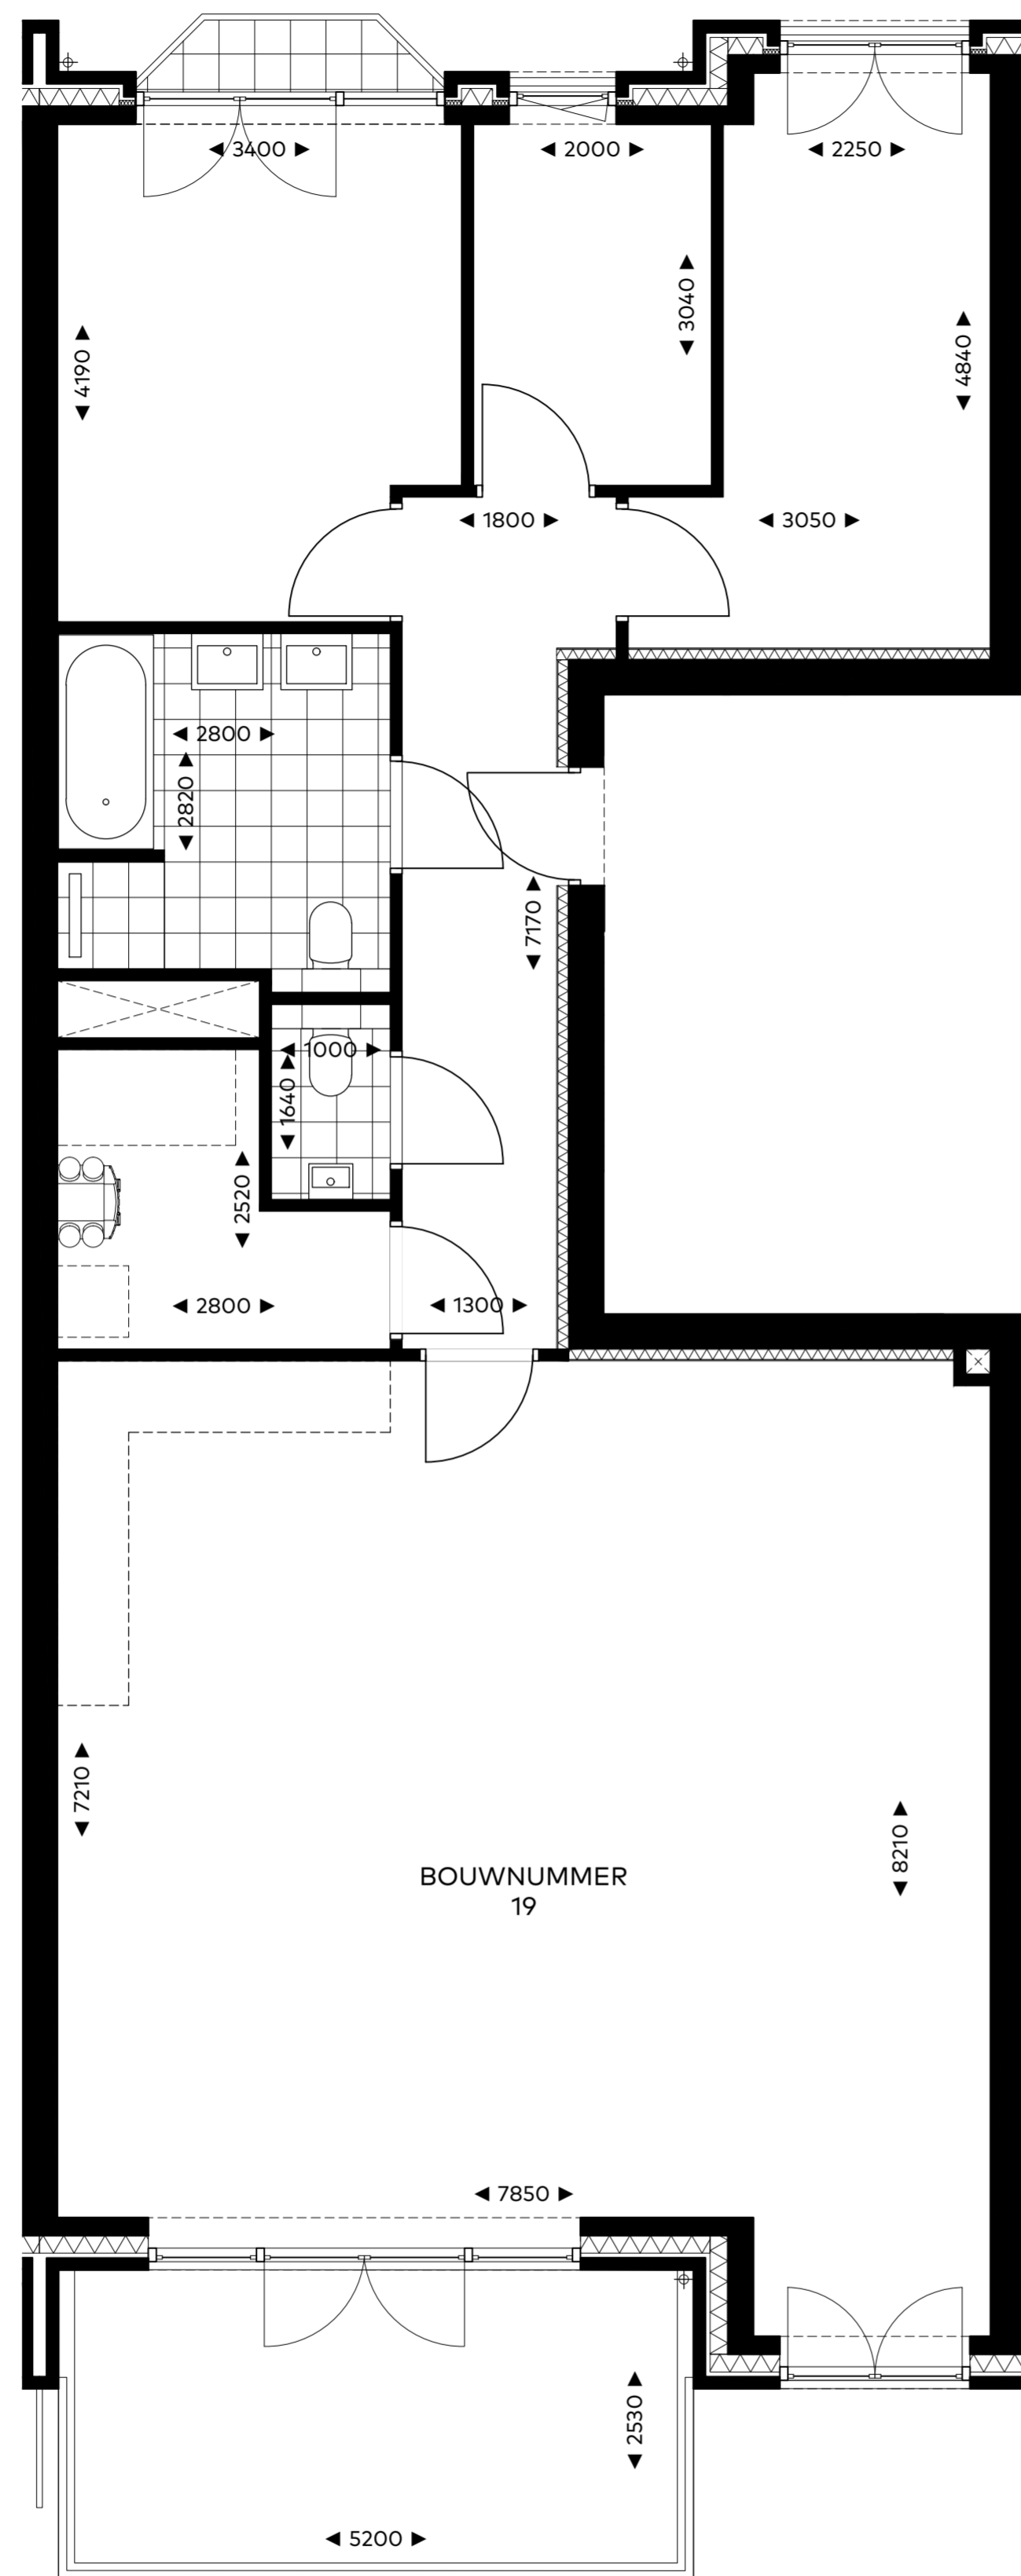 ◄ 3400 ►
◄ 2000 ►
◄ 2250 ►
◄ 3040 ►
◄ 4190 ►
◄ 4840 ►
◄ 1800 ►
◄ 3050 ►
◄ 2800 ►
◄ 2820 ►
◄ 7170 ►
◄ 1000 ►
◄ 1640 ►
◄ 2520 ►
◄ 2800 ►
◄ 1300 ►
◄ 7210 ►
◄ 8210 ►
BOUWNUMMER
19
◄ 7850 ►
◄ 2530 ►
◄ 5200 ►